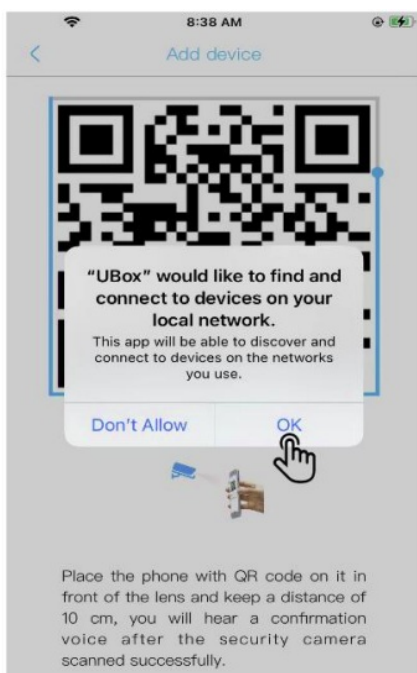 8:38 AM
Add device
“UBox” would like to find and
connect to devices on your
local network.
This app will be able to discover and
connect to devices on the networks
you use.
Don't Allow
OK
Place the phone with QR code on it in
front of the lens and keep a distance of
10 cm, you will hear a confirmation
voice after the security camera
scanned successfully.